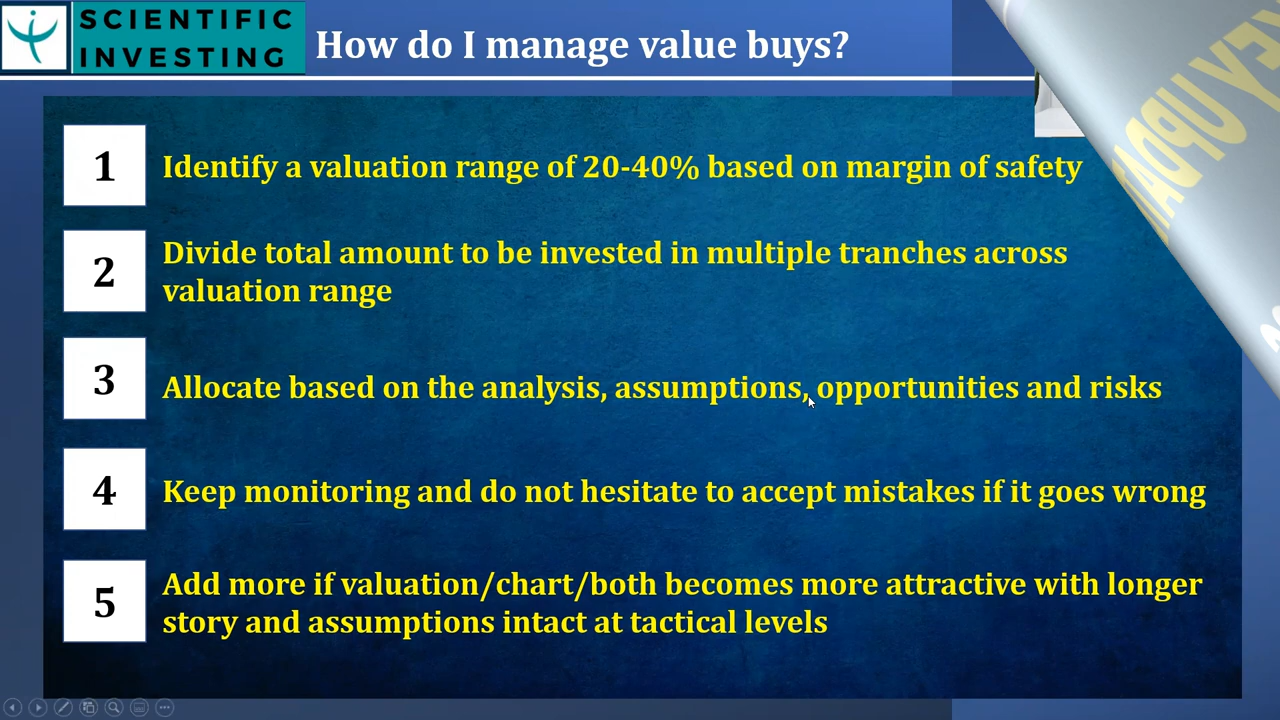 SCIENTIFIC
INVESTING
How do I manage value buys?
1
Identify a valuation range of 20-40% based on margin of safety
2
Divide total amount to be invested in multiple tranches across
valuation range
3
Allocate based on the analysis, assumptions, opportunities and risks
4
Keep monitoring and do not hesitate to accept mistakes if it goes wrong
5
Add more if valuation/chart/both becomes more attractive with longer
story and assumptions intact at tactical levels